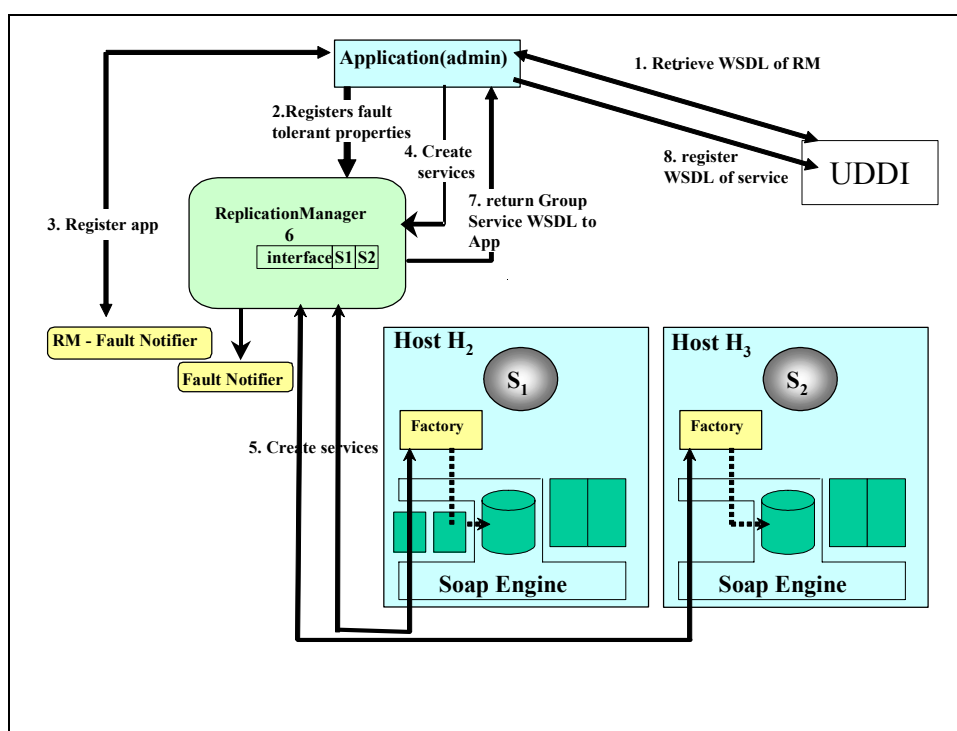 Application(admin)
1. Retrieve WSDL of RM
2.Registers fault
tolerant properties
4. Create
services
8. register
WSDL of service
UDDI
3. Register app
ReplicationManager
6
interface S1 S2
7. return Group
Service WSDL to
App
RM - Fault Notifier
Fault Notifier
Host H2
S1
Factory
Soap Engine
Host H3
S2
Factory
Soap Engine
5. Create services